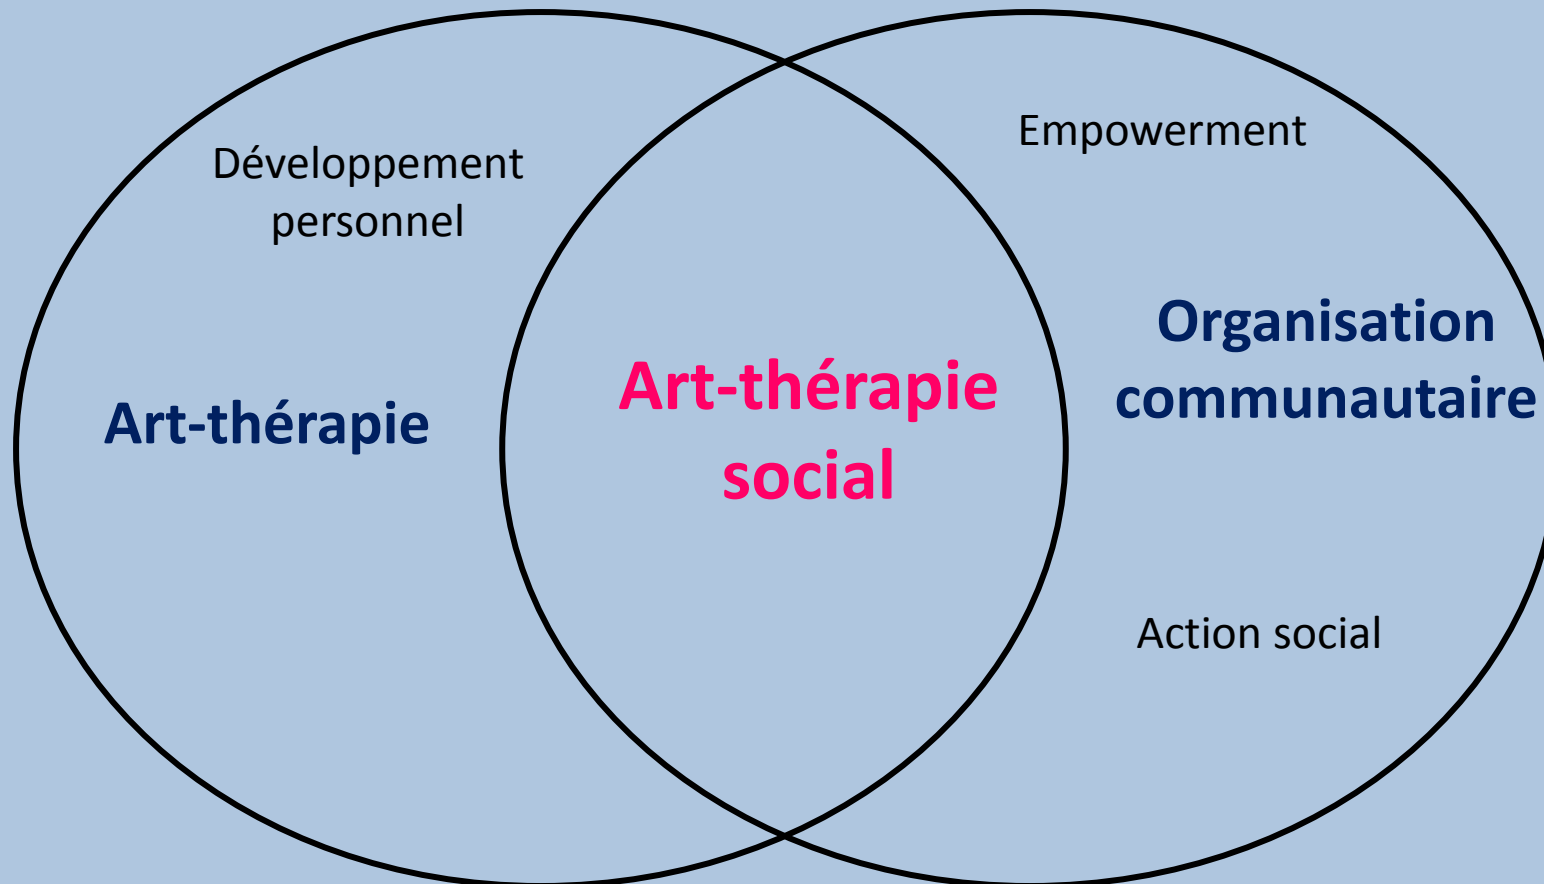 Développement
personnel
Art-thérapie
Art-thérapie
social
Empowerment
Organisation
communautaire
Action social